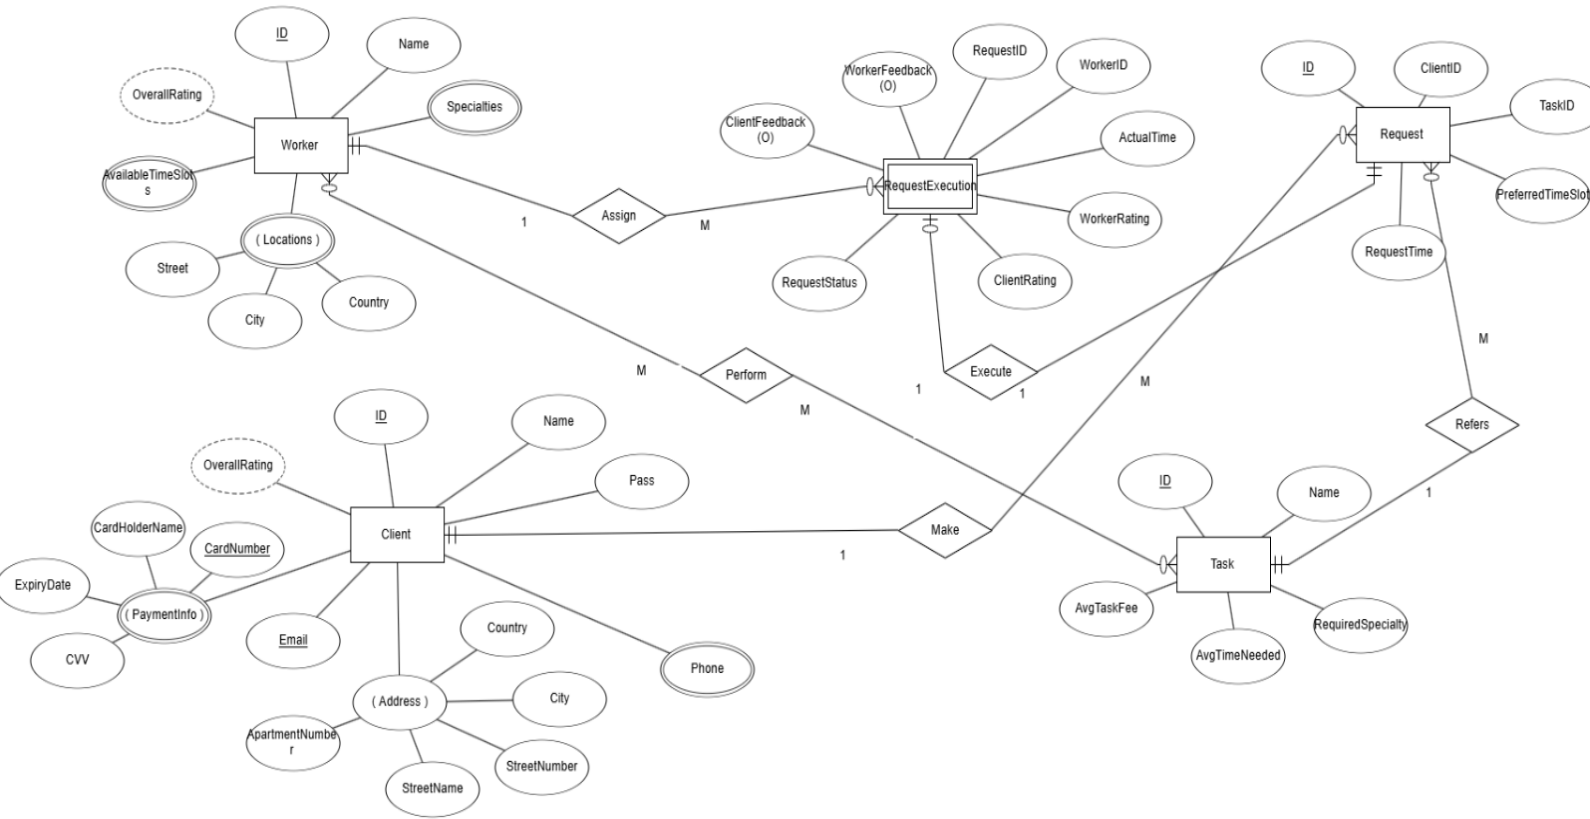 ID
Name
OverallRating
Specialties
Worker
AvailableTimeSlot
s
( Locations )
Street
City
Country
1
Assign
M
WorkerFeedback
(O)
RequestID
WorkerID
ClientFeedback
(O)
ActualTime
RequestExecution
WorkerRating
RequestStatus
ClientRating
ID
ClientID
TaskID
Request
PreferredTimeSlot
RequestTime
M
Perform
M
1
Execute
1
M
M
Refers
1
ID
Name
OverallRating
Pass
CardHolderName
CardNumber
Client
ExpiryDate
( PaymentInfo )
CVV
Email
Country
Phone
( Address )
City
ApartmentNumbe
r
StreetNumber
StreetName
1
Make
ID
Name
Task
AvgTaskFee
RequiredSpecialty
AvgTimeNeeded